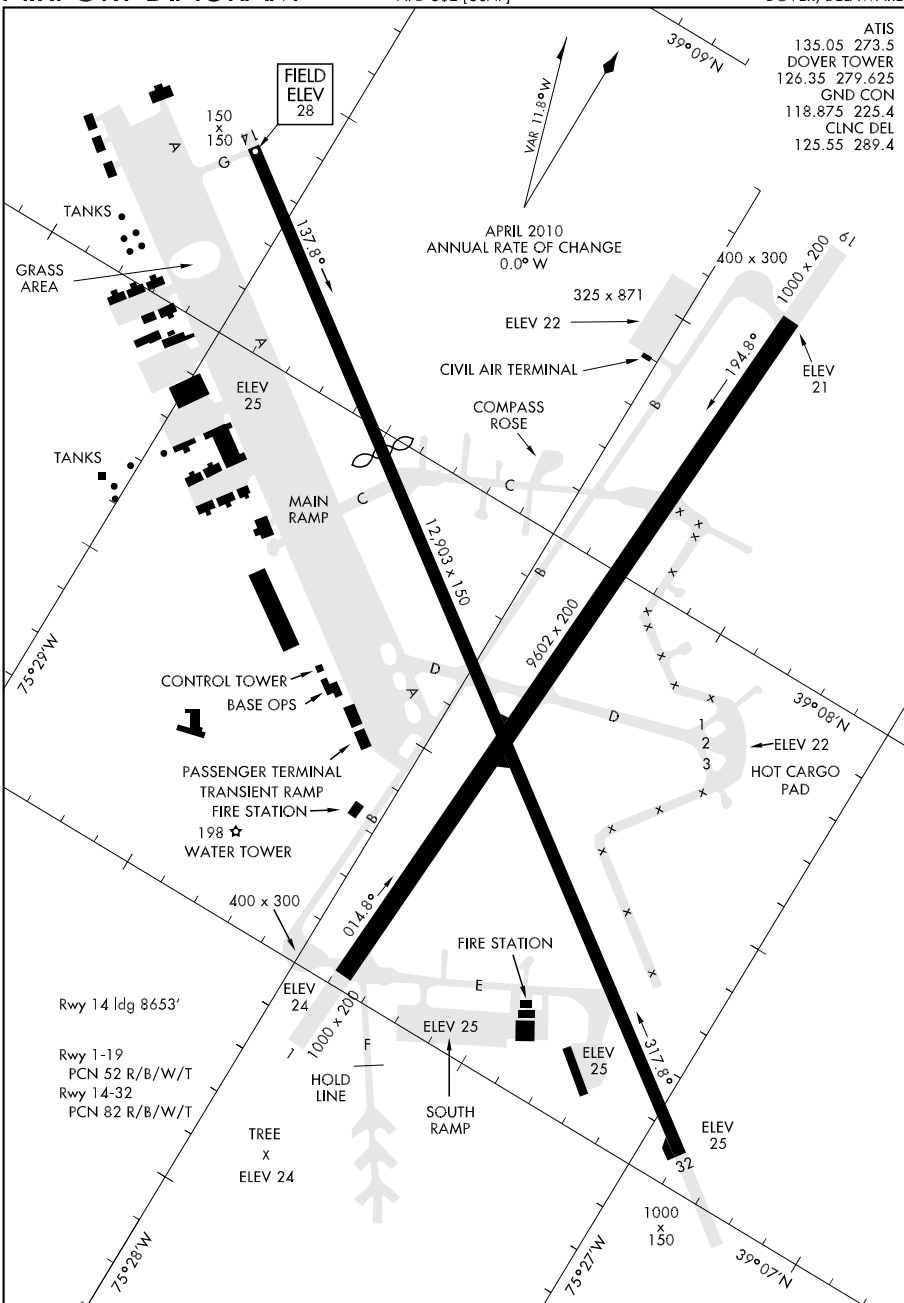 ATIS
135.05 273.5
DOVER TOWER
126.35 279.625
GND CON
118.875 225.4
CLNC DEL
125.55 289.4
39°09'N
VAR 11.8°W
APRIL 2010
ANNUAL RATE OF CHANGE
0.0° W
FIELD
ELEV
28
150
x
150
14
A
G
TANKS
GRASS
AREA
137.8°
A
ELEV
25
TANKS
MAIN
RAMP
C
12,903 x 150
325 x 871
ELEV 22
CIVIL AIR TERMINAL
COMPASS
ROSE
400 x 300
1000 x 200
19
ELEV
21
194.8°
B
C
B
9602 x 200
75°29'W
CONTROL TOWER
BASE OPS
D
A
D
39°08'N
1
2
3
ELEV 22
HOT CARGO
PAD
PASSENGER TERMINAL
TRANSIENT RAMP
FIRE STATION
198
WATER TOWER
B
400 x 300
014.8°
FIRE STATION
ELEV
24
1000 x 200
1
E
F
HOLD
LINE
ELEV 25
SOUTH
RAMP
ELEV
25
317.8°
ELEV
25
32
1000
x
150
Rwy 14 ldg 8653'
Rwy 1-19
PCN 52 R/B/W/T
Rwy 14-32
PCN 82 R/B/W/T
TREE
x
ELEV 24
75°28'W
75°27'W
39°07'N